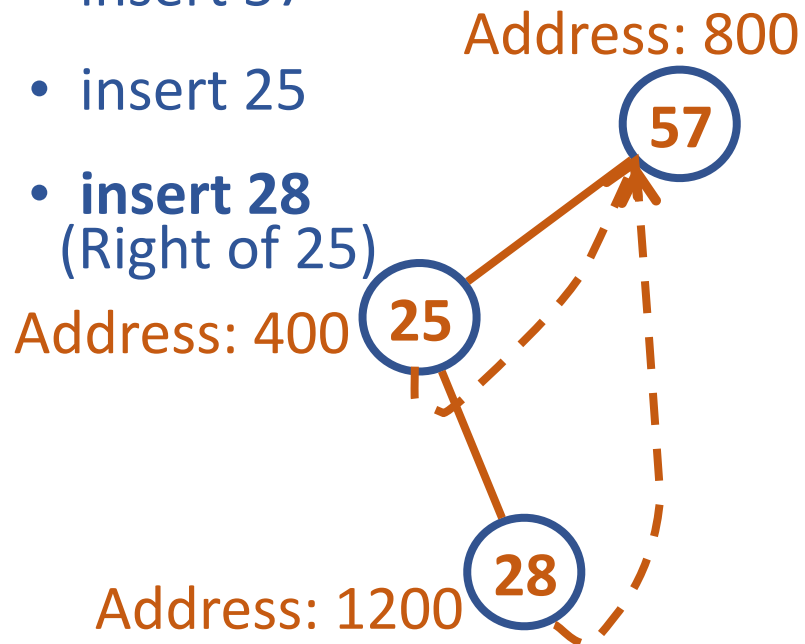 Address: 800
• insert 25
57
• insert 28
(Right of 25)
Address: 400
25
28
Address: 1200